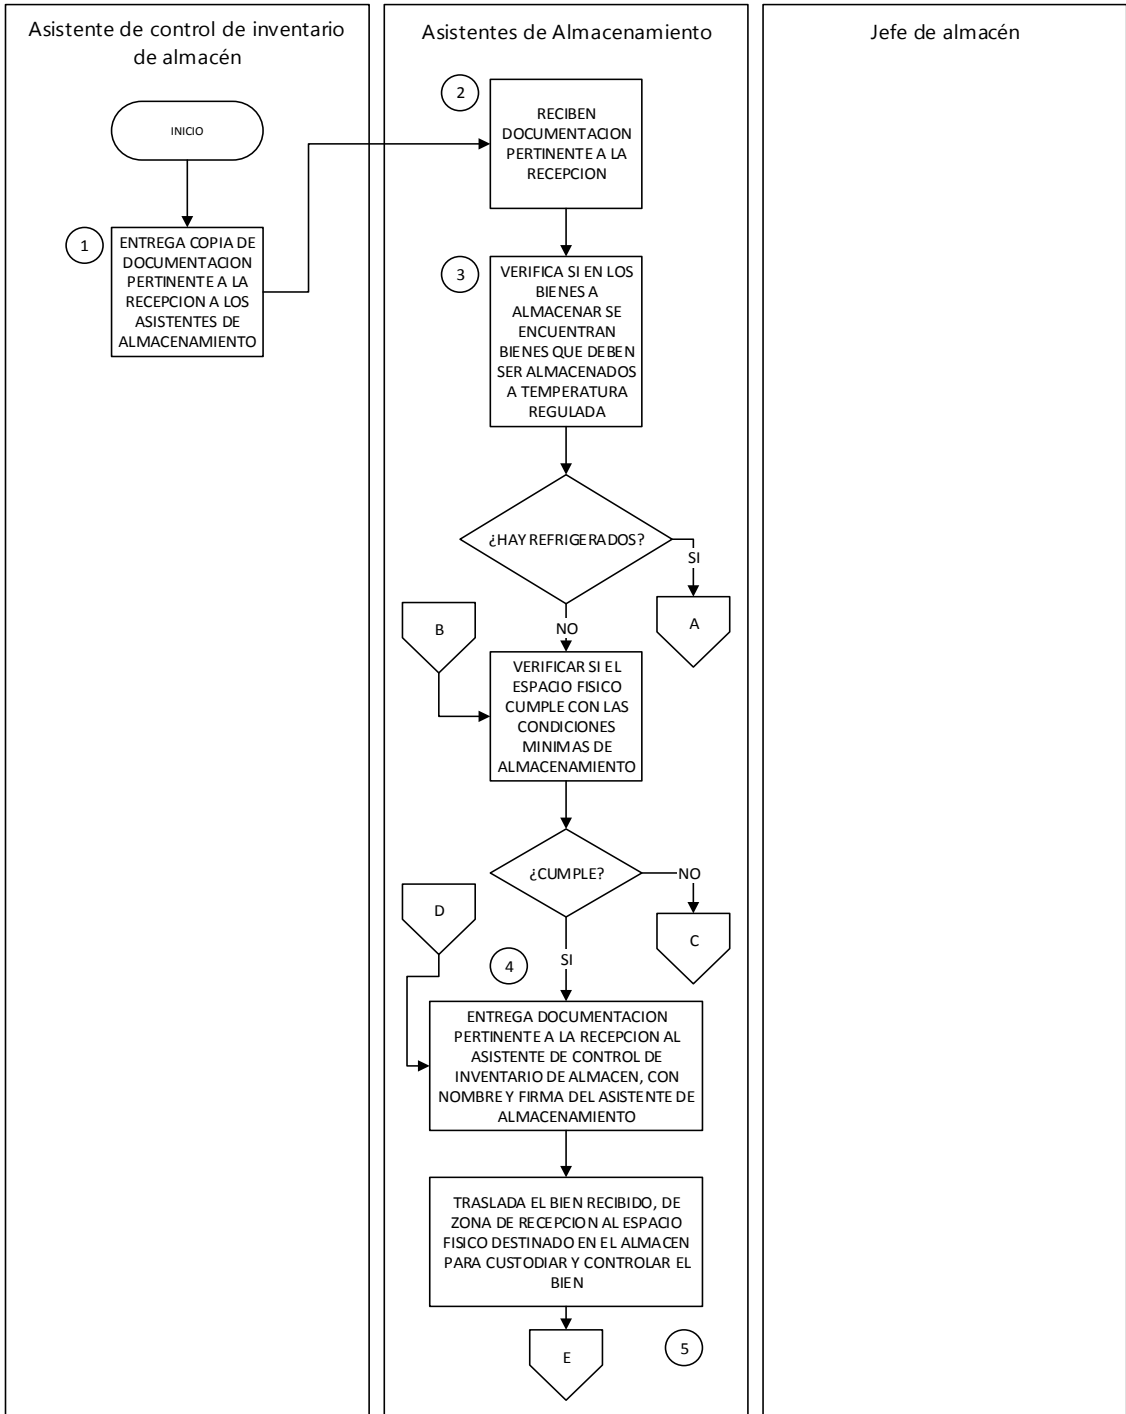 Asistente de control de inventario
de almacén
Asistentes de Almacenamiento
Jefe de almacén
INICIO
1
ENTREGA COPIA DE
DOCUMENTACION
PERTINENTE A LA
RECEPCION A LOS
ASISTENTES DE
ALMACENAMIENTO
2
RECIBEN
DOCUMENTACION
PERTINENTE A LA
RECEPCION
3
VERIFICA SI EN LOS
BIENES A
ALMACENAR SE
ENCUENTRAN
BIENES QUE DEBEN
SER ALMACENADOS
A TEMPERATURA
REGULADA
¿HAY REFRIGERADOS?
SI
A
NO
B
VERIFICAR SI EL
ESPACIO FISICO
CUMPLE CON LAS
CONDICIONES
MINIMAS DE
ALMACENAMIENTO
¿CUMPLE?
NO
C
D
SI
4
ENTREGA DOCUMENTACION
PERTINENTE A LA RECEPCION AL
ASISTENTE DE CONTROL DE
INVENTARIO DE ALMACEN, CON
NOMBRE Y FIRMA DEL ASISTENTE DE
ALMACENAMIENTO
TRASLADA EL BIEN RECIBIDO, DE
ZONA DE RECEPCION AL ESPACIO
FISICO DESTINADO EN EL ALMACEN
PARA CUSTODIAR Y CONTROLAR EL
BIEN
E
5